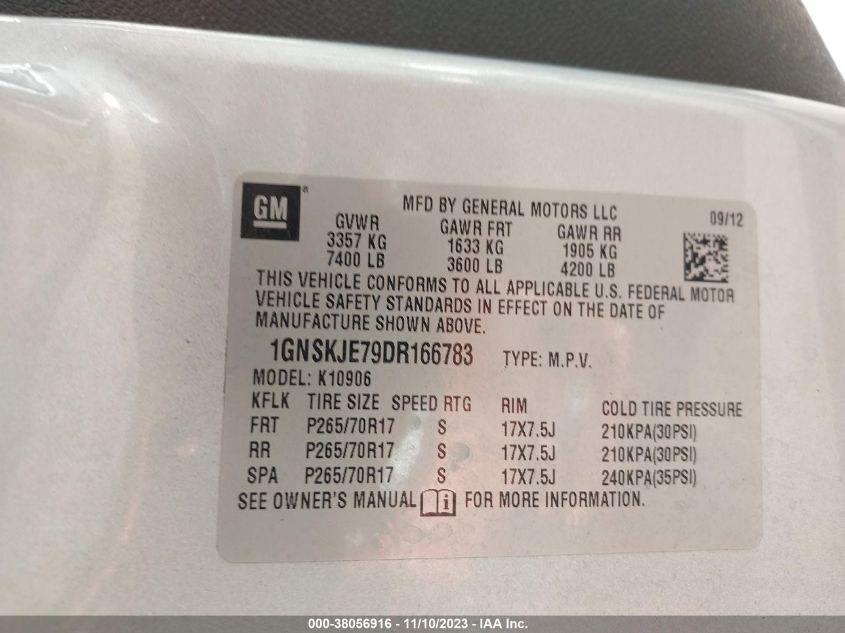 GM ®
MFD BY GENERAL MOTORS LLC
09/12
GVWR GAWR FRT GAWR RR
3357 KG 1633 KG 1905 KG
7400 LB 3600 LB 4200 LB
THIS VEHICLE CONFORMS TO ALL APPLICABLE U.S. FEDERAL MOTOR
VEHICLE SAFETY STANDARDS IN EFFECT ON THE DATE OF
MANUFACTURE SHOWN ABOVE.
1GNSKJE79DR166783 TYPE: M.P.V.
MODEL: K10906
KFLK TIRE SIZE SPEED RTG RIM COLD TIRE PRESSURE
FRT P265/70R17 S 17X7.5J 210KPA(30PSI)
RR P265/70R17 S 17X7.5J 210KPA(30PSI)
SPA P265/70R17 S 17X7.5J 240KPA(35PSI)
SEE OWNER'S MANUAL i FOR MORE INFORMATION.
000-38056916 - 11/10/2023 - IAA Inc.